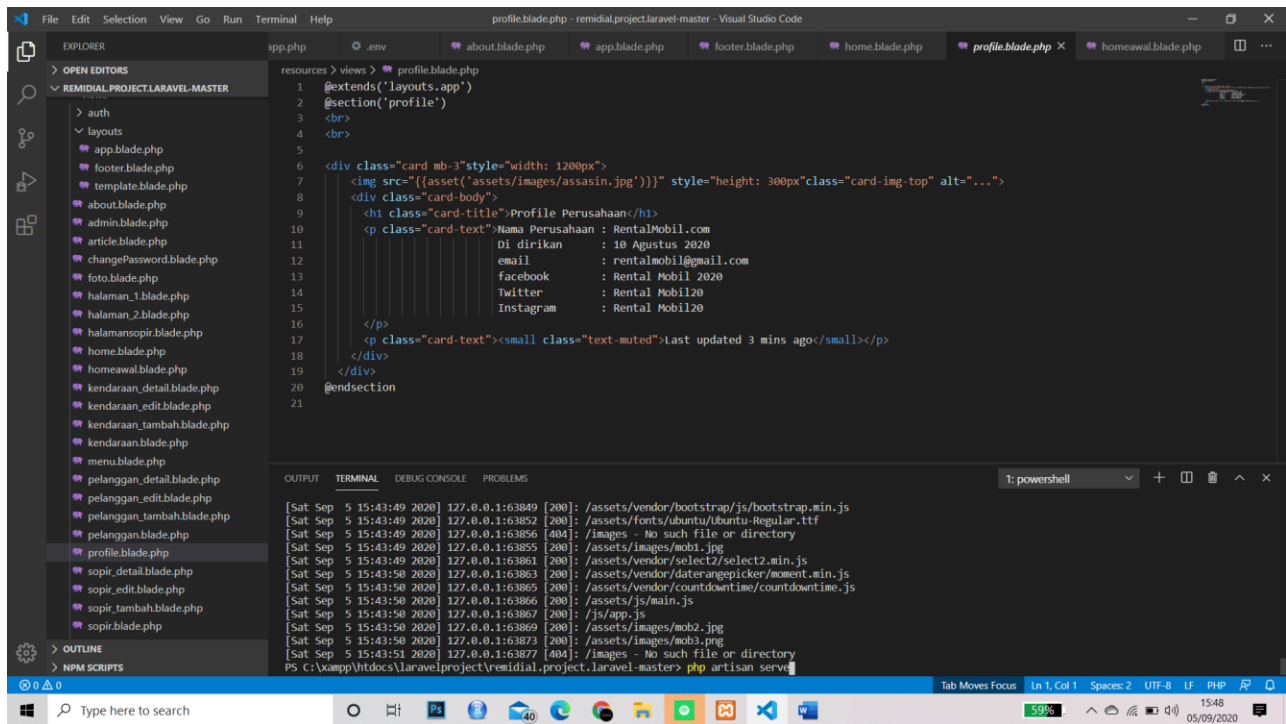 File Edit Selection View Go Run Terminal Help
profile.blade.php - remidial.project.laravel-master - Visual Studio Code
EXPLORER
app.php .env about.blade.php app.blade.php footer.blade.php home.blade.php profile.blade.php homeawal.blade.php
> OPEN EDITORS
REMIDIAL.PROJECT.LARAVEL-MASTER
> auth
layouts
app.blade.php
footer.blade.php
template.blade.php
about.blade.php
admin.blade.php
article.blade.php
changePassword.blade.php
foto.blade.php
halaman_1.blade.php
halaman_2.blade.php
halamansopir.blade.php
home.blade.php
homeawal.blade.php
kendaraan_detail.blade.php
kendaraan_edit.blade.php
kendaraan_tambah.blade.php
kendaraan.blade.php
menu.blade.php
pelanggan_detail.blade.php
pelanggan_edit.blade.php
pelanggan_tambah.blade.php
pelanggan.blade.php
profile.blade.php
sopir_detail.blade.php
sopir_edit.blade.php
sopir_tambah.blade.php
sopir.blade.php
> OUTLINE
> NPM SCRIPTS
resources > views > profile.blade.php
1 @extends('layouts.app')
2 @section('profile')
3 <br>
4 <br>
5
6 <div class="card mb-3"style="width: 1200px">
7 <img src="{{asset('assets/images/assasin.jpg')}}" style="height: 300px"class="card-img-top" alt="...">
8 <div class="card-body">
9 <h1 class="card-title">Profile Perusahaan</h1>
10 <p class="card-text">Nama Perusahaan : RentalMobil.com
11 Di dirikan : 10 Agustus 2020
12 email : rentalmobil@gmail.com
13 facebook : Rental Mobil 2020
14 Twitter : Rental Mobil20
15 Instagram : Rental Mobil20
16 </p>
17 <p class="card-text"><small class="text-muted">Last updated 3 mins ago</small></p>
18 </div>
19 </div>
20 @endsection
21
OUTPUT TERMINAL DEBUG CONSOLE PROBLEMS 1: powershell
[Sat Sep 5 15:43:49 2020] 127.0.0.1:63849 [200]: /assets/vendor/bootstrap/js/bootstrap.min.js
[Sat Sep 5 15:43:49 2020] 127.0.0.1:63852 [200]: /assets/fonts/ubuntu/Ubuntu-Regular.ttf
[Sat Sep 5 15:43:49 2020] 127.0.0.1:63856 [404]: /images - No such file or directory
[Sat Sep 5 15:43:49 2020] 127.0.0.1:63855 [200]: /assets/images/mob1.jpg
[Sat Sep 5 15:43:49 2020] 127.0.0.1:63861 [200]: /assets/vendor/select2/select2.min.js
[Sat Sep 5 15:43:50 2020] 127.0.0.1:63863 [200]: /assets/vendor/daterangepicker/moment.min.js
[Sat Sep 5 15:43:50 2020] 127.0.0.1:63865 [200]: /assets/vendor/countdowntime/countdowntime.js
[Sat Sep 5 15:43:50 2020] 127.0.0.1:63866 [200]: /assets/js/main.js
[Sat Sep 5 15:43:50 2020] 127.0.0.1:63867 [200]: /js/app.js
[Sat Sep 5 15:43:50 2020] 127.0.0.1:63869 [200]: /assets/images/mob2.jpg
[Sat Sep 5 15:43:50 2020] 127.0.0.1:63873 [200]: /assets/images/mob3.png
[Sat Sep 5 15:43:51 2020] 127.0.0.1:63877 [404]: /images - No such file or directory
PS C:\xampp\htdocs\laravelproject\remidial.project.laravel-master> php artisan serve
0 0 Tab Moves Focus Ln 1, Col 1 Spaces: 2 UTF-8 LF PHP
Type here to search
Ps
40
59%
15:48
05/09/2020